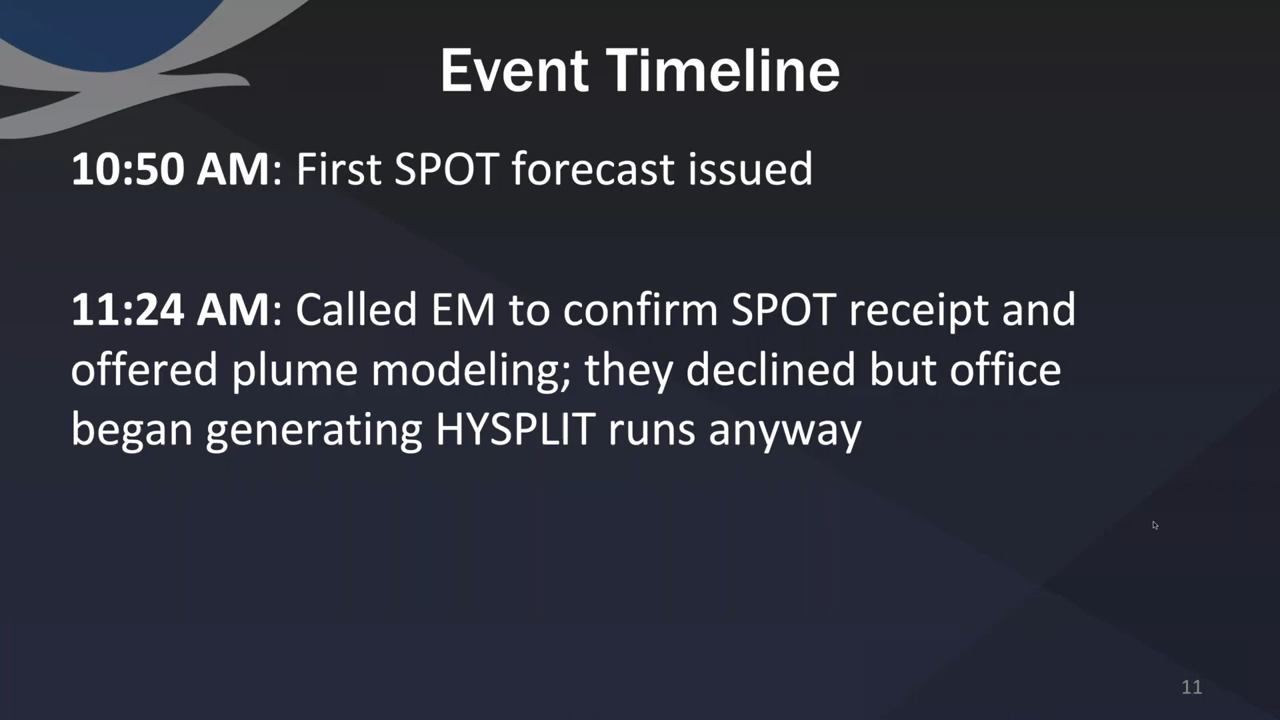 Event Timeline
10:50 AM: First SPOT forecast issued
11:24 AM: Called EM to confirm SPOT receipt and
offered plume modeling; they declined but office
began generating HYSPLIT runs anyway
11